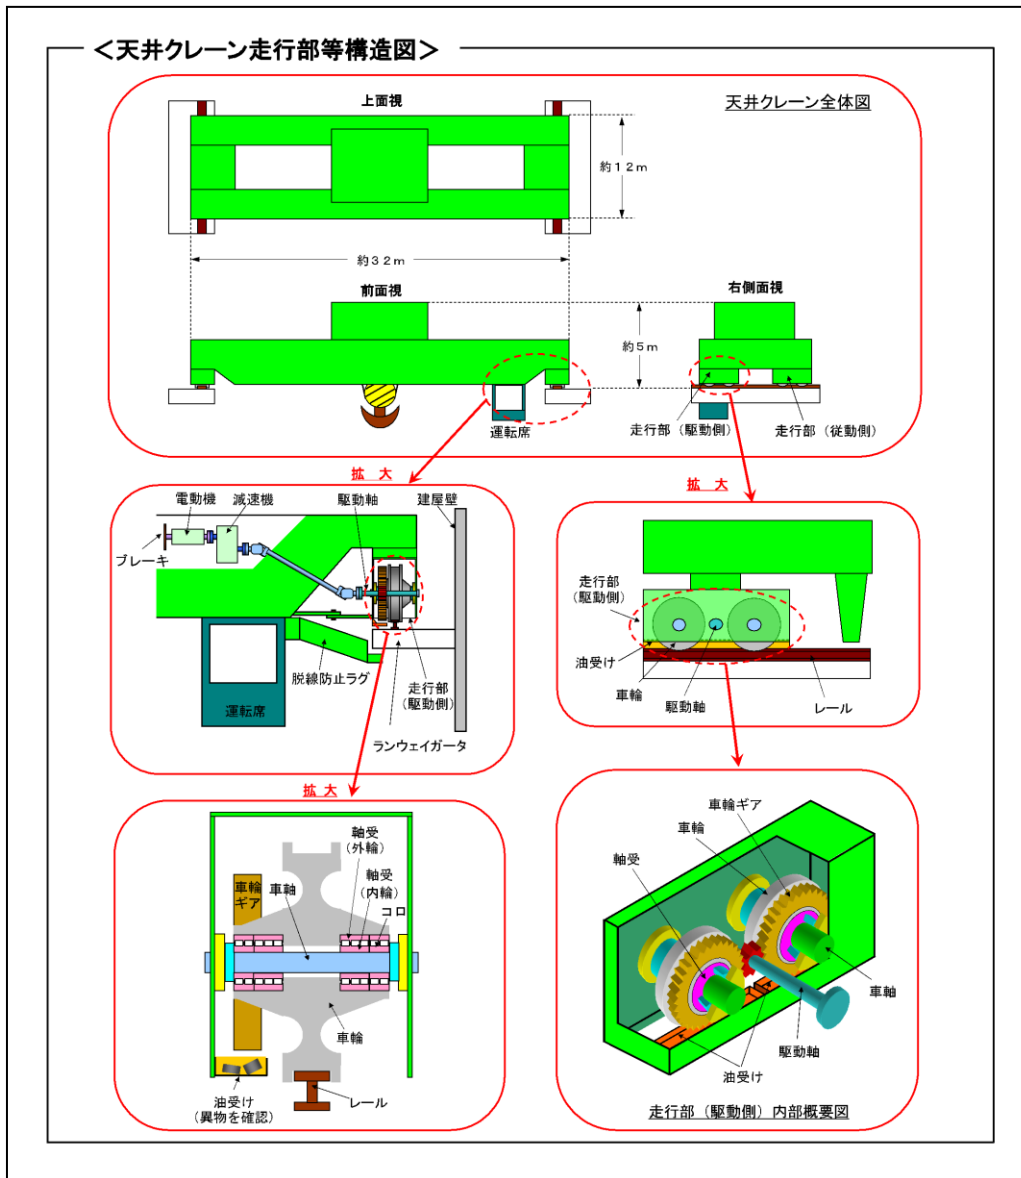 ＜天井クレーン走行部等構造図＞
上面視
天井クレーン全体図
約１２ｍ
約３２ｍ
前面視
右側面視
約５ｍ
運転席
走行部（駆動側）
走行部（従動側）
拡　大
拡　大
電動機
減速機
駆動軸
建屋壁
ブレーキ
脱線防止ラグ
走行部
（駆動側）
運転席
ランウェイガータ
走行部
（駆動側）
油受け
車輪
駆動軸
レール
拡　大
軸受
（外輪）
軸受
（内輪）
コロ
車輪
ギア
車軸
車輪
油受け
（異物を確認）
レール
車輪ギア
車輪
軸受
車軸
駆動軸
油受け
走行部（駆動側）内部概要図